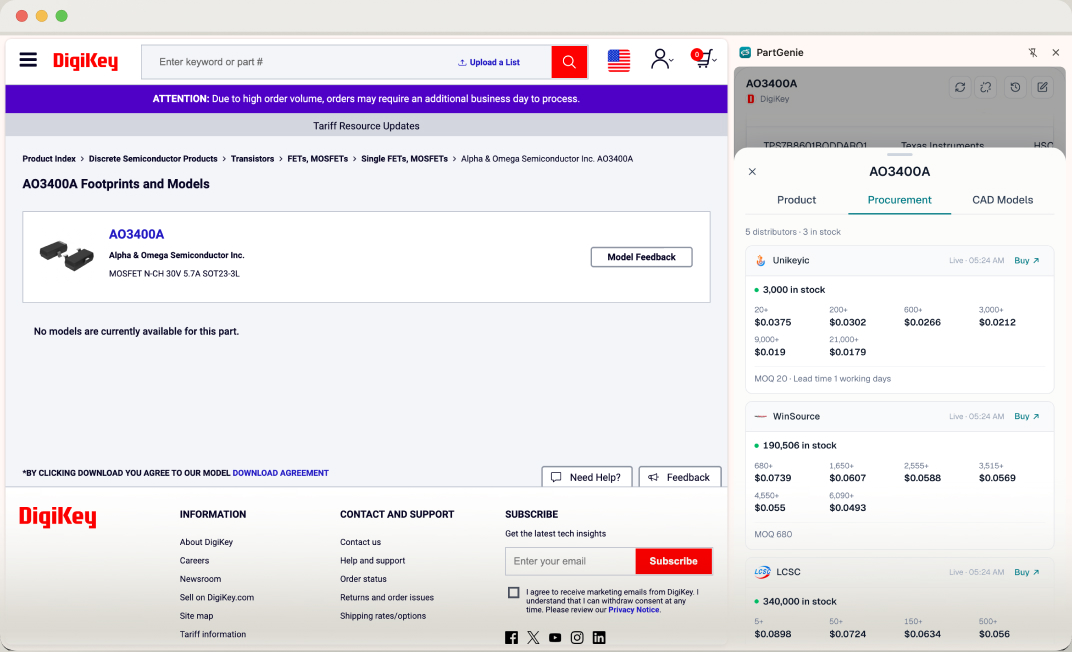 DigiKey
Enter keyword or part #
Upload a List
0
ATTENTION: Due to high order volume, orders may require an additional business day to process.
Tariff Resource Updates
Product Index > Discrete Semiconductor Products > Transistors > FETs, MOSFETs > Single FETs, MOSFETs > Alpha & Omega Semiconductor Inc. AO3400A
AO3400A Footprints and Models
AO3400A
Alpha & Omega Semiconductor Inc.
MOSFET N-CH 30V 5.7A SOT23-3L
Model Feedback
No models are currently available for this part.
*BY CLICKING DOWNLOAD YOU AGREE TO OUR MODEL DOWNLOAD AGREEMENT
Need Help?
Feedback
DigiKey
INFORMATION
About DigiKey
Careers
Newsroom
Sell on DigiKey.com
Site map
Tariff information
CONTACT AND SUPPORT
Contact us
Help and support
Order status
Returns and order issues
Shipping rates/options
SUBSCRIBE
Get the latest tech insights
Enter your email
Subscribe
I agree to receive marketing emails from DigiKey. I
understand that I can withdraw consent at any
time. Please review our Privacy Notice.
PartGenie
AO3400A
DigiKey
Texas Instruments
HSC
AO3400A
Product
Procurement
CAD Models
5 distributors · 3 in stock
Unikeyic
Live · 05:24 AM
Buy
3,000 in stock
20+ 200+ 600+ 3,000+
$0.0375 $0.0302 $0.0266 $0.0212
9,000+ 21,000+
$0.019 $0.0179
MOQ 20 · Lead time 1 working days
WinSource
Live · 05:24 AM
Buy
190,506 in stock
680+ 1,650+ 2,555+ 3,515+
$0.0739 $0.0607 $0.0588 $0.0569
4,550+ 6,090+
$0.055 $0.0493
MOQ 680
LCSC
LCSC
Live · 05:24 AM
Buy
340,000 in stock
5+ 50+ 150+ 500+
$0.0898 $0.0724 $0.0634 $0.056